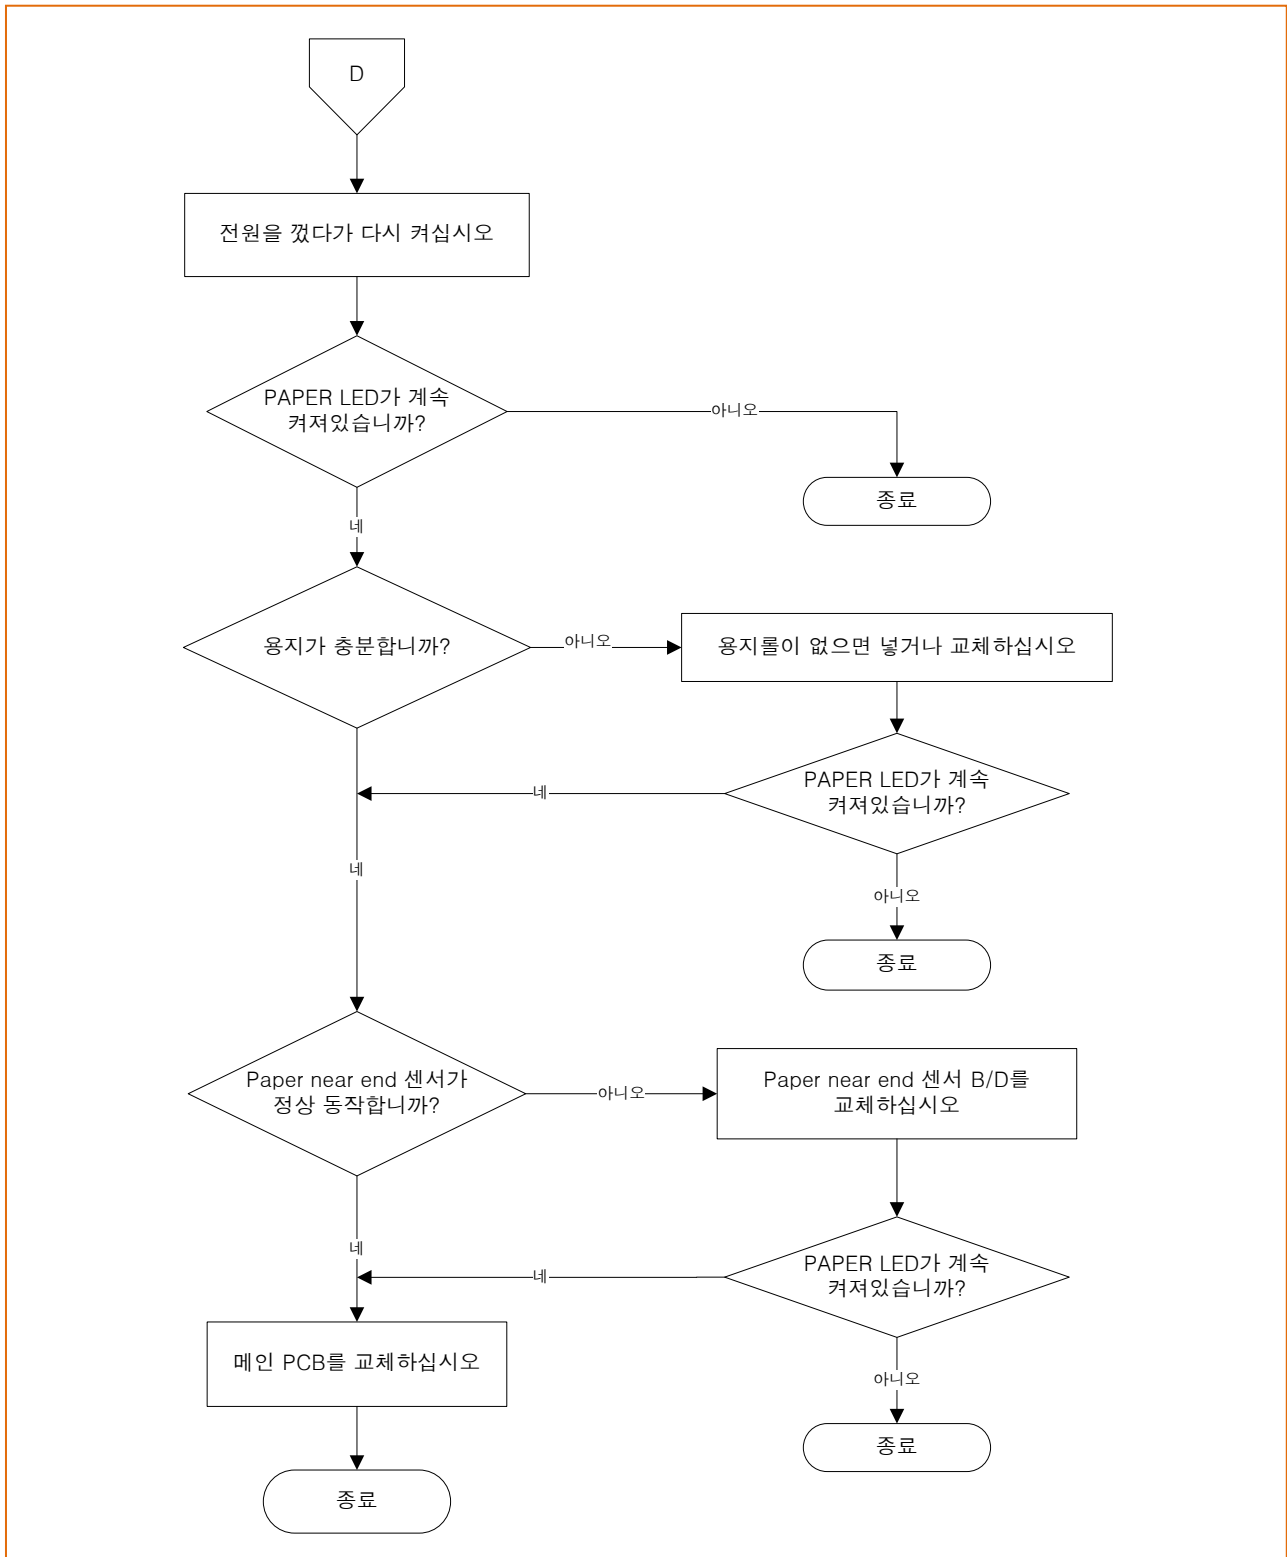 D
전원을 껐다가 다시 켜십시오
PAPER LED가 계속
켜져있습니까?
아니오
종료
네
용지가 충분합니까?
아니오
용지롤이 없으면 넣거나 교체하십시오
PAPER LED가 계속
켜져있습니까?
네
네
아니오
종료
Paper near end 센서가
정상 동작합니까?
아니오
Paper near end 센서 B/D를
교체하십시오
네
PAPER LED가 계속
켜져있습니까?
네
메인 PCB를 교체하십시오
아니오
종료
종료